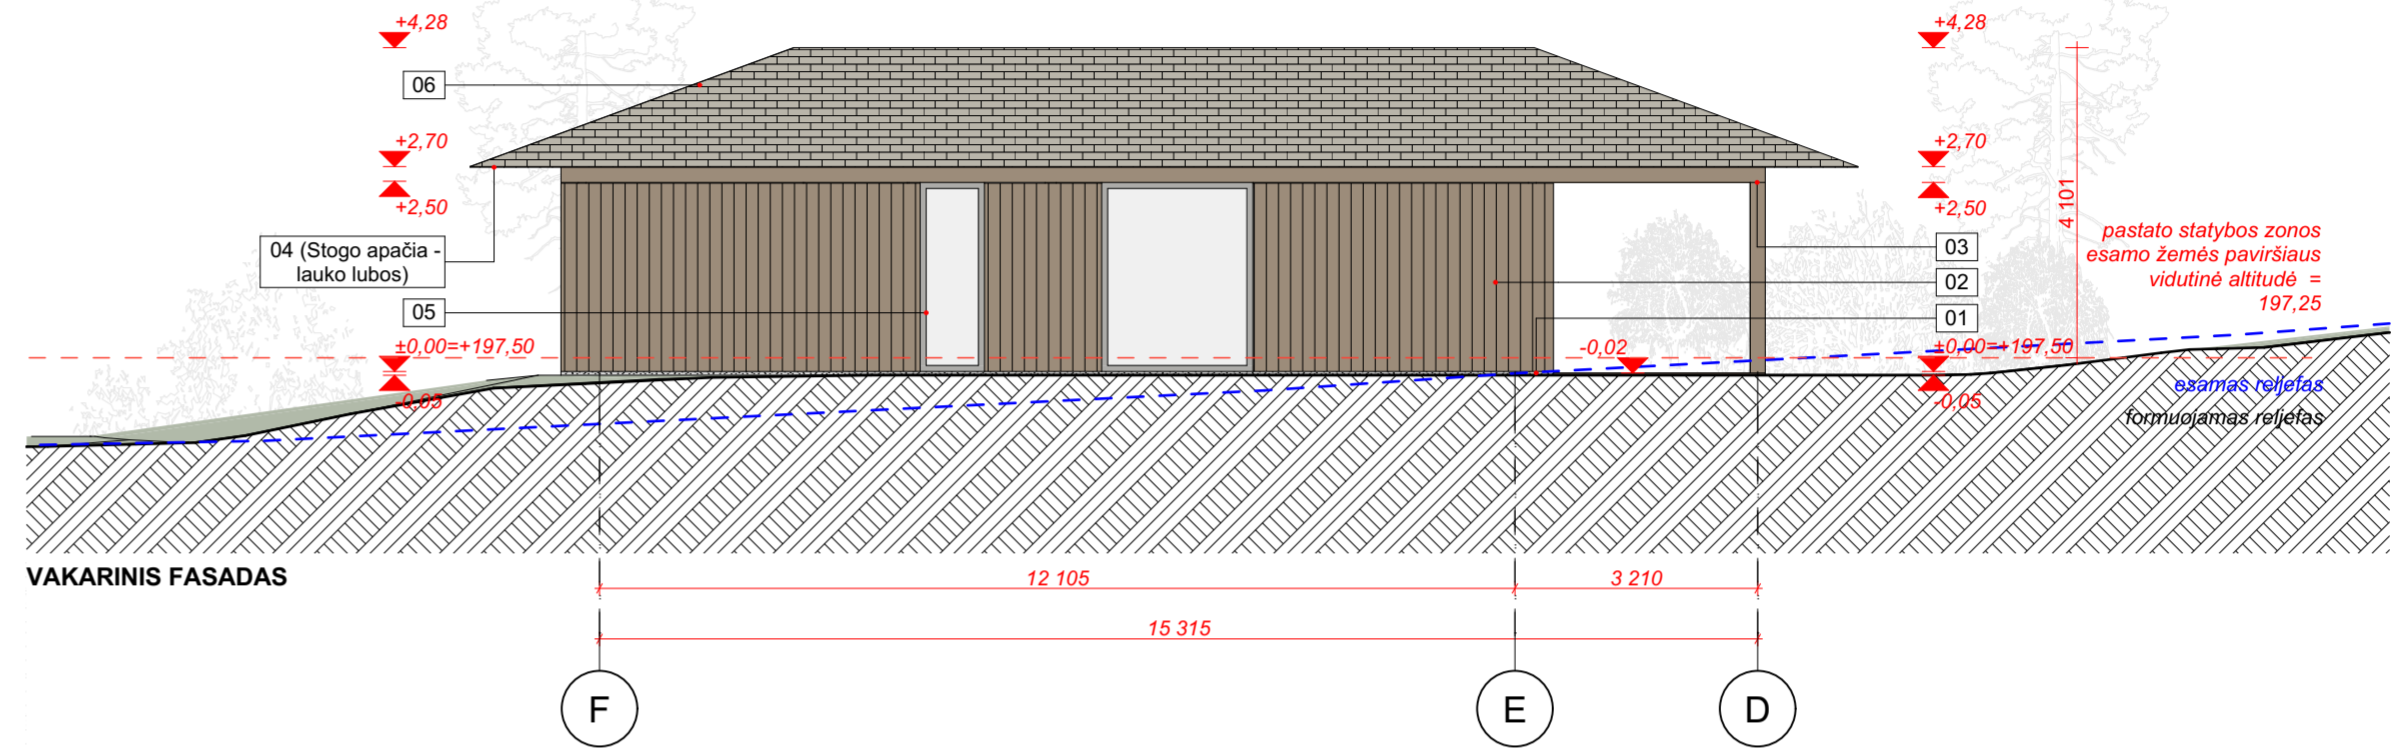 +4,28
+4,28
06
+2,70
+2,70
+2,50
+2,50
4 101
pastato statybos zonos
esamo žemės paviršiaus
vidutinė altitudė =
197,25
04 (Stogo apačia -
lauko lubos)
03
02
05
01
±0,00=+197,50
-0,02
±0,00=+197,50
-0,05
-0,05
esamas reljefas
formuojamas reljefas
VAKARINIS FASADAS
12 105
3 210
15 315
F
E
D